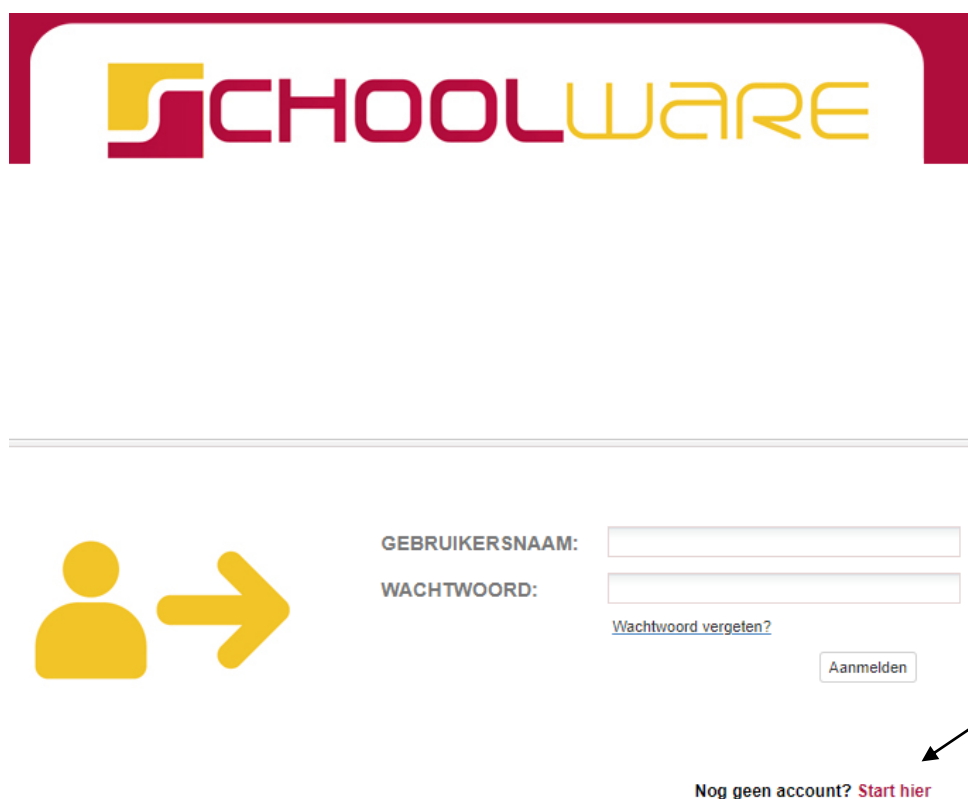 SCHOOLWARE
GEBRUIKERSNAAM:
WACHTWOORD:
Wachtwoord vergeten?
Aanmelden
Nog geen account? Start hier